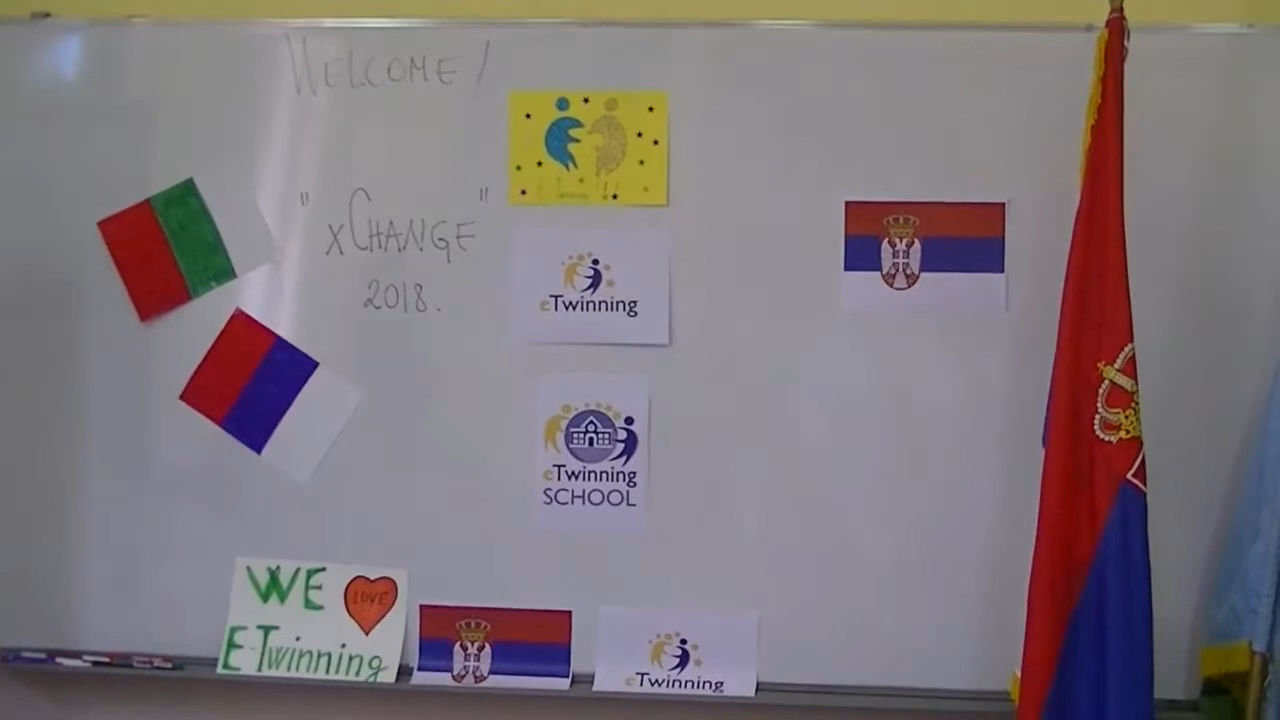 WELCOME!
"xCHANGE"
2018.
eTwinning
eTwinning
SCHOOL
WE LOVE
E-Twinning
eTwinning